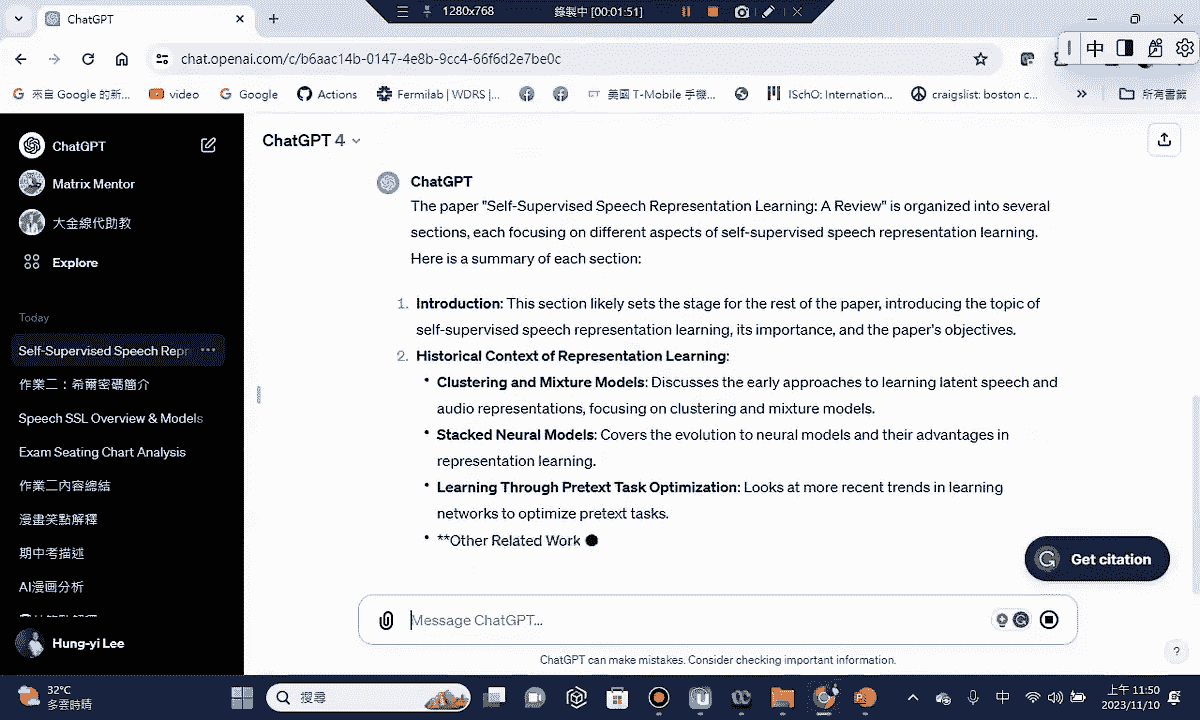 1280x768
錄製中 [00:01:51]
ChatGPT
chat.openai.com/c/b6aac14b-0147-4e8b-9cc4-66f6d2e7be0c
中
來自 Google 的新...
video
Google
Actions
Fermilab | WDRS |...
美國 T-Mobile 手機...
ISchO: Internation...
craigslist: boston c...
所有書籤
ChatGPT
Matrix Mentor
大金線代助教
Explore
Today
Self-Supervised Speech Repr
作業二：希爾密碼簡介
Speech SSL Overview & Models
Exam Seating Chart Analysis
作業二內容總結
漫畫笑點解釋
期中考描述
AI漫画分析
Hung-yi Lee
ChatGPT 4
ChatGPT
The paper "Self-Supervised Speech Representation Learning: A Review" is organized into several
sections, each focusing on different aspects of self-supervised speech representation learning.
Here is a summary of each section:
1. Introduction: This section likely sets the stage for the rest of the paper, introducing the topic of
self-supervised speech representation learning, its importance, and the paper's objectives.
2. Historical Context of Representation Learning:
• Clustering and Mixture Models: Discusses the early approaches to learning latent speech and
audio representations, focusing on clustering and mixture models.
• Stacked Neural Models: Covers the evolution to neural models and their advantages in
representation learning.
• Learning Through Pretext Task Optimization: Looks at more recent trends in learning
networks to optimize pretext tasks.
• **Other Related Work
Get citation
Message ChatGPT...
ChatGPT can make mistakes. Consider checking important information.
?
32°C
多雲時晴
搜尋
中
上午 11:50
2023/11/10